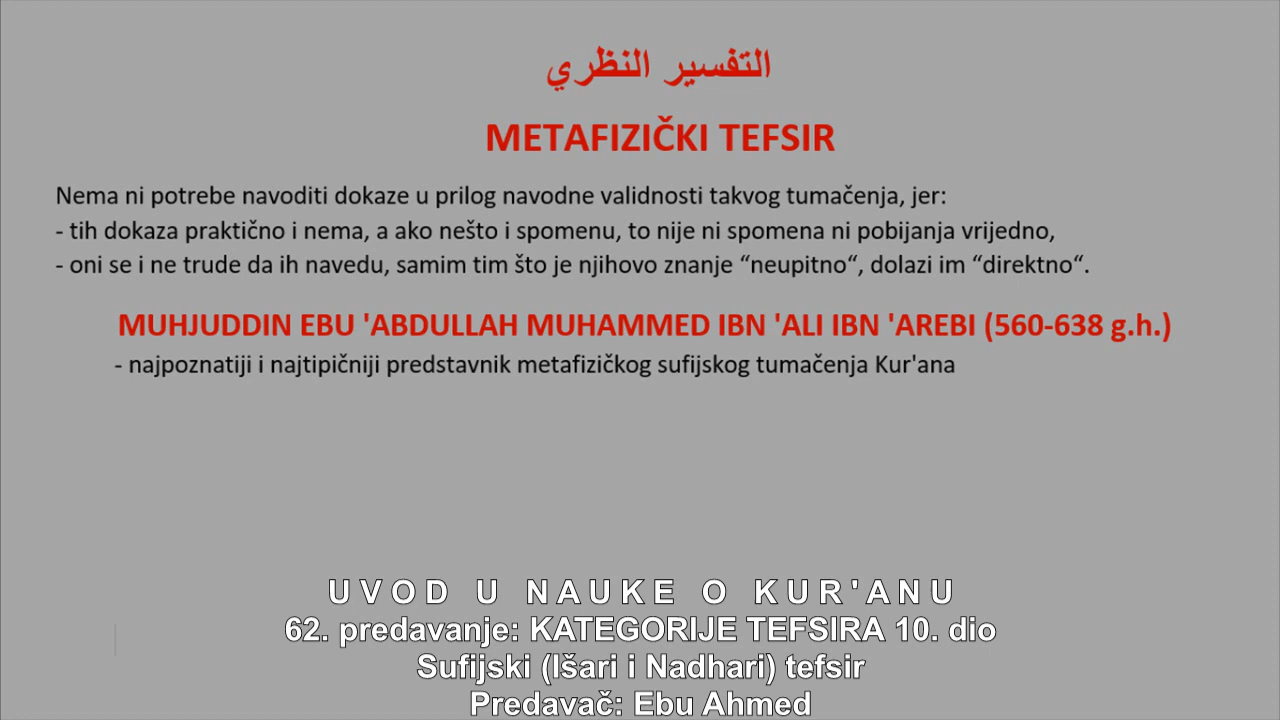 التفسير النظري
METAFIZIČKI TEFSIR
Nema ni potrebe navoditi dokaze u prilog navodne validnosti takvog tumačenja, jer:
- tih dokaza praktično i nema, a ako nešto i spomenu, to nije ni spomena ni pobijanja vrijedno,
- oni se i ne trude da ih navedu, samim tim što je njihovo znanje “neupitno“, dolazi im “direktno“.
MUHJUDDIN EBU 'ABDULLAH MUHAMMED IBN 'ALI IBN 'AREBI (560-638 g.h.)
- najpoznatiji i najtipičniji predstavnik metafizičkog sufijskog tumačenja Kur'ana
U V O D U N A U K E O K U R ' A N U
62. predavanje: KATEGORIJE TEFSIRA 10. dio
Sufijski (Išari i Nadhari) tefsir
Predavač: Ebu Ahmed